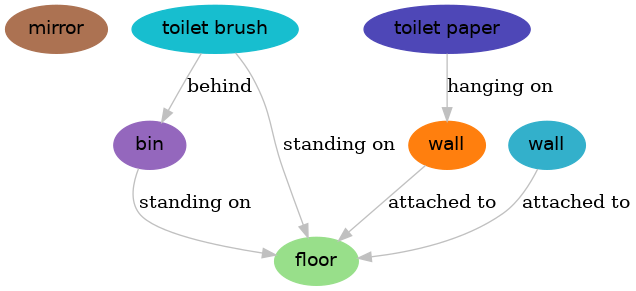 mirror
toilet brush
toilet paper
behind
hanging on
bin
standing on
wall
wall
standing on
attached to
attached to
floor